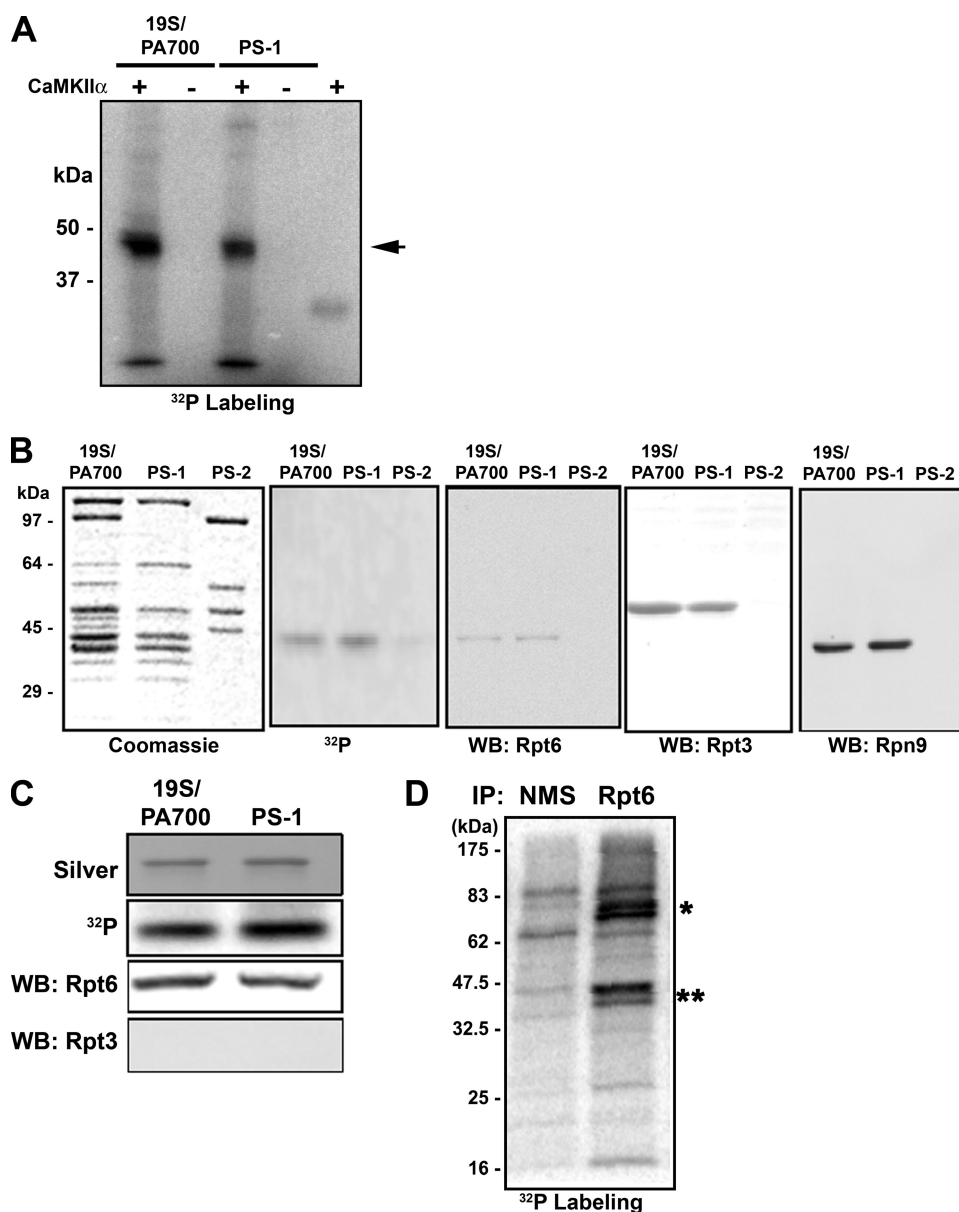 A
19S/
PA700 PS-1
CaMKIIα + - + - +
kDa
50 -
37 -
³²P Labeling
B
19S/ 19S/ 19S/ 19S/ 19S/
PA700 PS-1 PS-2 PA700 PS-1 PS-2 PA700 PS-1 PS-2 PA700 PS-1 PS-2 PA700 PS-1 PS-2
kDa
97 -
64 -
45 -
29 -
Coomassie ³²P WB: Rpt6 WB: Rpt3 WB: Rpn9
C
19S/
PA700 PS-1
Silver
³²P
WB: Rpt6
WB: Rpt3
D
IP: NMS Rpt6
(kDa)
175 -
83 -
*
62 -
47.5 -
**
32.5 -
25 -
16 -
³²P Labeling